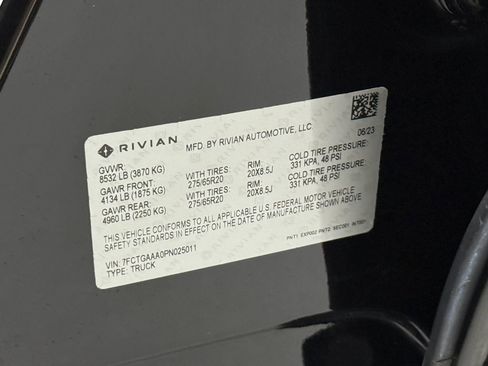 RIVIAN MFD. BY RIVIAN AUTOMOTIVE, LLC 06/23
GVWR:
8532 LB (3870 KG) WITH TIRES: RIM: COLD TIRE PRESSURE:
GAWR FRONT: 275/65R20 20X8.5J 331 KPA, 48 PSI
4134 LB (1875 KG) WITH TIRES: RIM: COLD TIRE PRESSURE:
GAWR REAR: 275/65R20 20X8.5J 331 KPA, 48 PSI
4960 LB (2250 KG)
THIS VEHICLE CONFORMS TO ALL APPLICABLE U.S. FEDERAL MOTOR VEHICLE
SAFETY STANDARDS IN EFFECT ON THE DATE OF MANUFACTURE SHOWN ABOVE.
PNT1 EXP002 PNT2 INT001
VIN: 7FCTGAAA0PN025011
TYPE: TRUCK